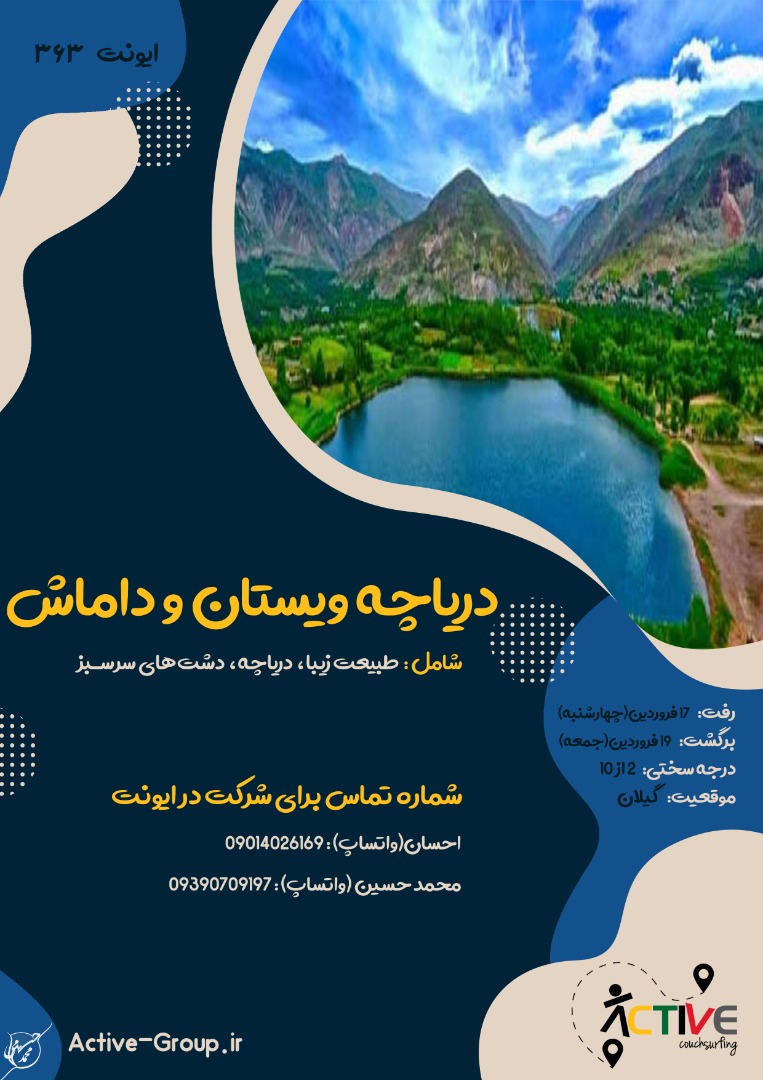 ایونت ۳۶۳
دریاچه ویستان و داماش
شامل : طبیعت زیبا ، دریاچه ، دشت‌های سرسبز
رفت: 17 فروردین(چهارشنبه)
برگشت: 19 فروردین(جمعه)
درجه سختی: 2 از 10
موقعیت: گیلان
شماره تماس برای شرکت در ایونت
احسان(واتساپ) : 09014026169
محمد حسین (واتساپ) : 09390709197
Active-Group.ir
ACTIVE
couchsurfing